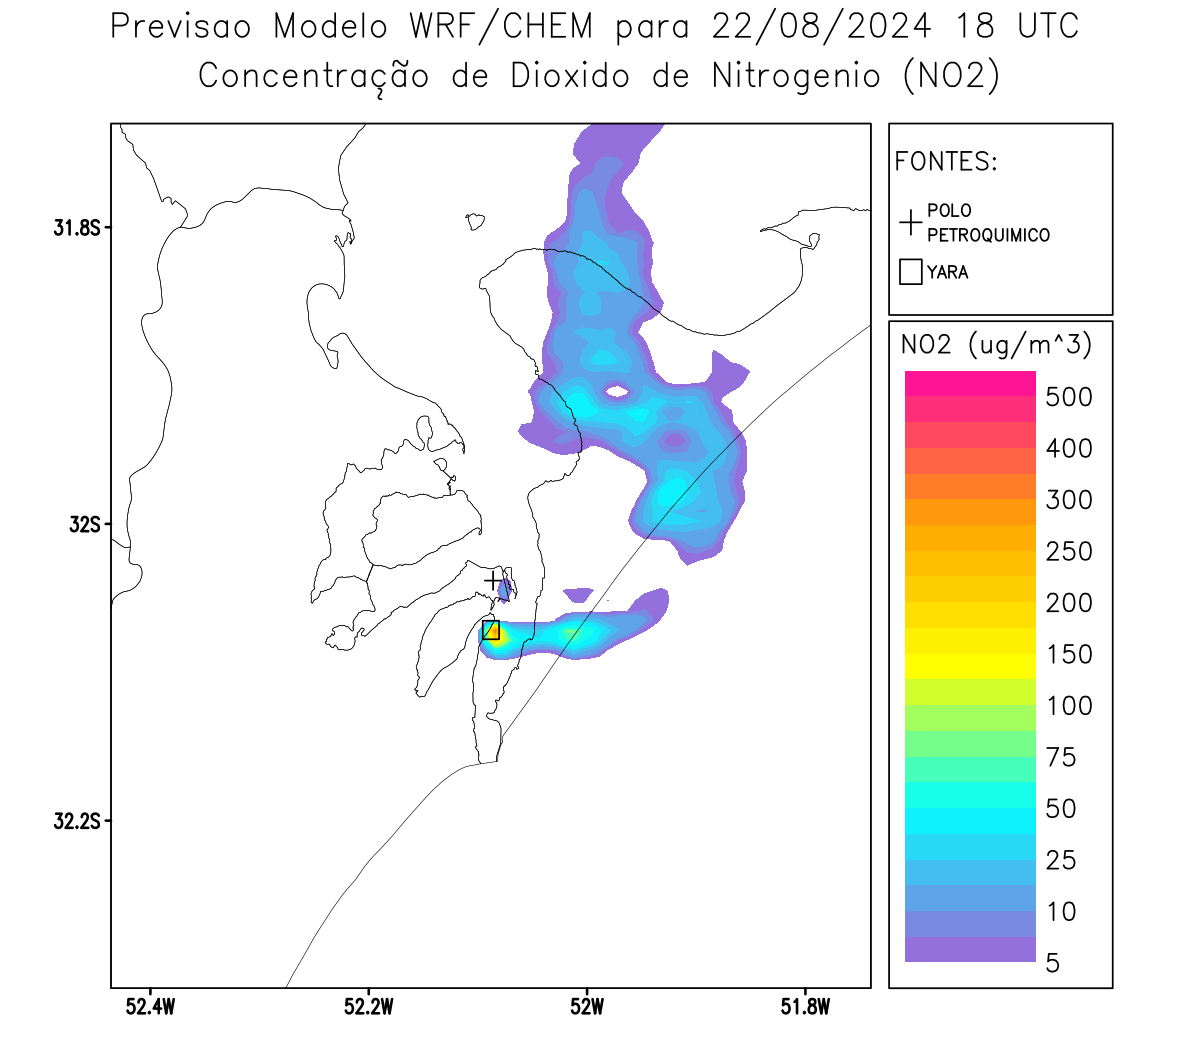 Previsao Modelo WRF/CHEM para 22/08/2024 18 UTC
Concentração de Dioxido de Nitrogenio (NO2)
FONTES:
POLO
PETROQUIMICO
YARA
NO2 (ug/m^3)
500
400
300
250
200
150
100
75
50
25
10
5
31.8S
32S
32.2S
52.4W
52.2W
52W
51.8W